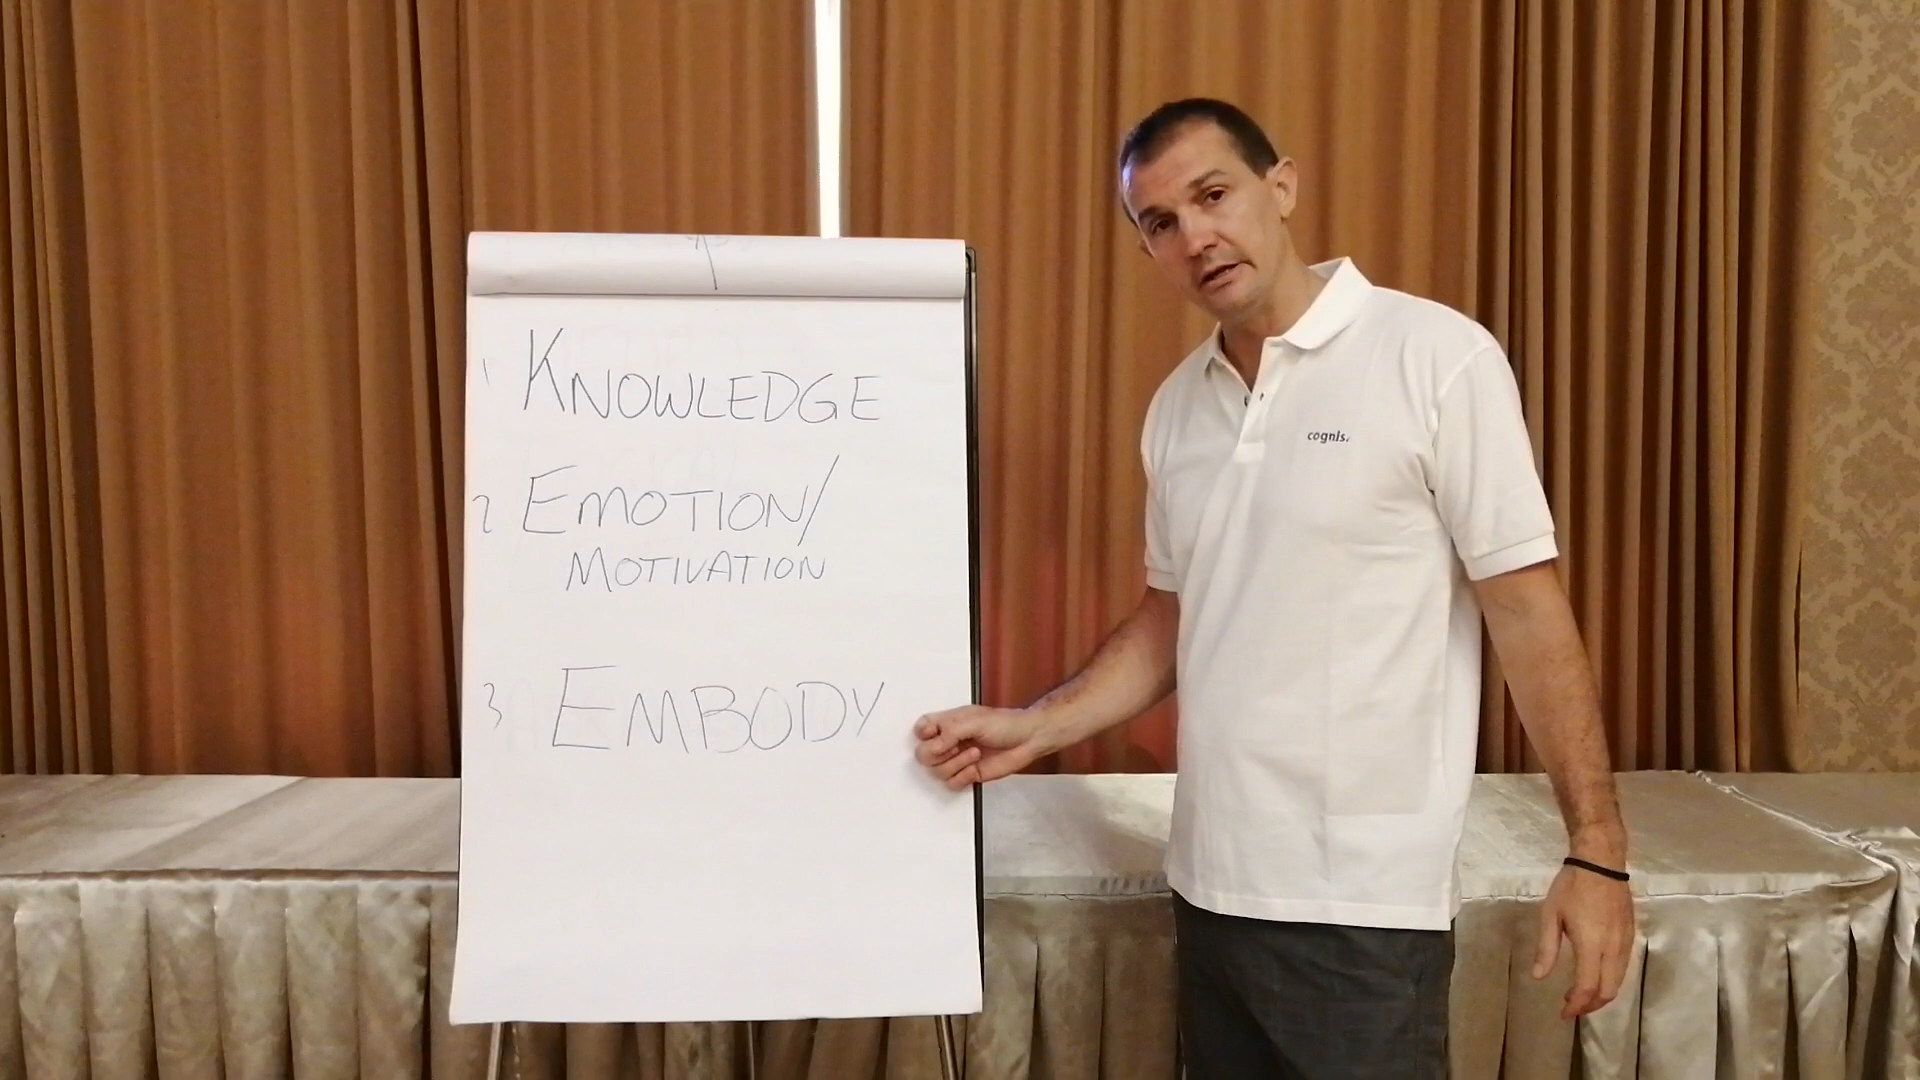 1 KNOWLEDGE
2 EMOTION/
MOTIVATION
3 EMBODY
cognis.